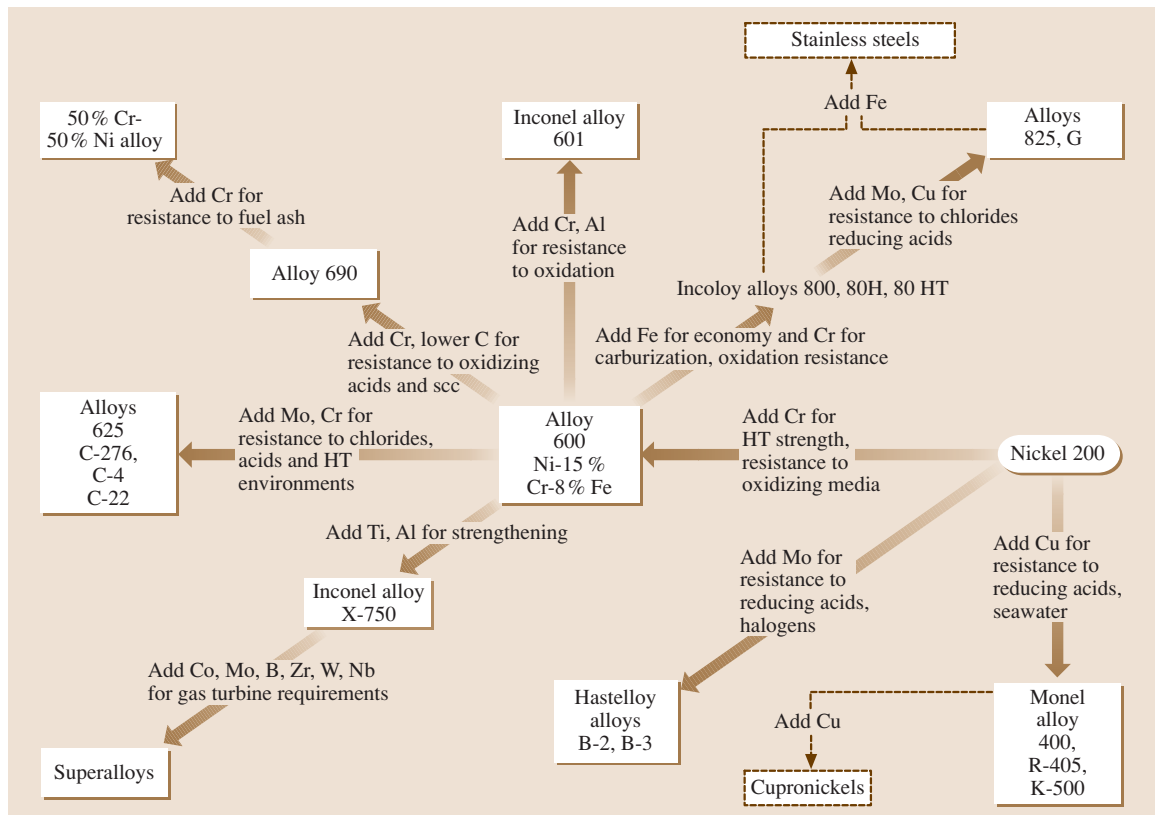 Stainless steels
Add Fe
50% Cr-
50% Ni alloy
Inconel alloy
601
Alloys
825, G
Add Cr for
resistance to fuel ash
Add Cr, Al
for resistance
to oxidation
Add Mo, Cu for
resistance to chlorides
reducing acids
Alloy 690
Incoloy alloys 800, 80H, 80 HT
Add Cr, lower C for
resistance to oxidizing
acids and scc
Add Fe for economy and Cr for
carburization, oxidation resistance
Alloys
625
C-276,
C-4
C-22
Add Mo, Cr for
resistance to chlorides,
acids and HT
environments
Alloy
600
Ni-15 %
Cr-8% Fe
Add Cr for
HT strength,
resistance to
oxidizing media
Nickel 200
Add Ti, Al for strengthening
Add Mo for
resistance to
reducing acids,
halogens
Add Cu for
resistance to
reducing acids,
seawater
Inconel alloy
X-750
Add Co, Mo, B, Zr, W, Nb
for gas turbine requirements
Hastelloy
alloys
B-2, B-3
Add Cu
Monel
alloy
400,
R-405,
K-500
Superalloys
Cupronickels